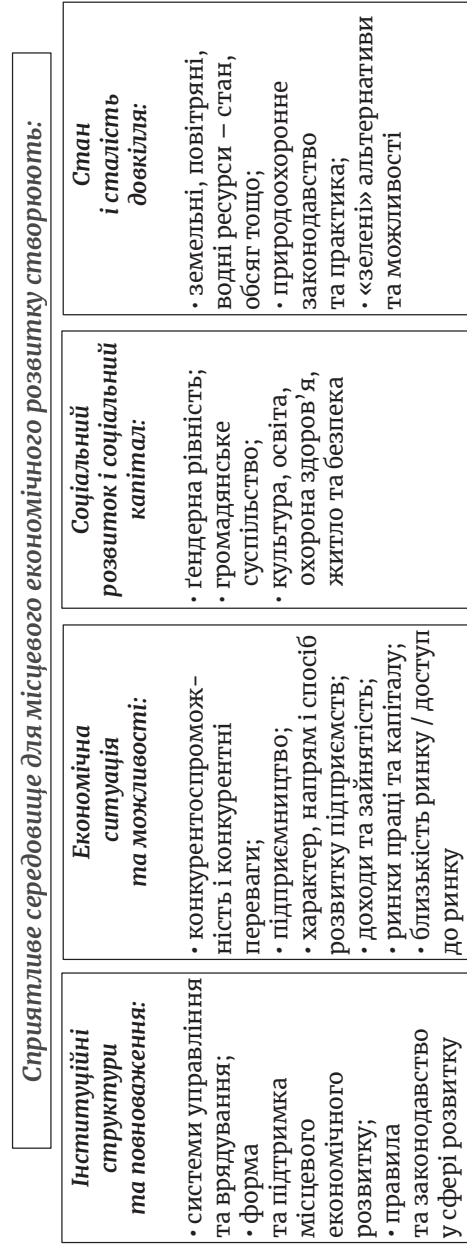 Сприятливе середовище для місцевого економічного розвитку створюють:
Інституційні
структури
та повноваження:
· системи управління
та врядування;
· форма
та підтримка
місцевого
економічного
розвитку;
· правила
та законодавство
у сфері розвитку
Економічна
ситуація
та можливості:
· конкурентоспромож–
ність і конкурентні
переваги;
· підприємництво;
· характер, напрям і спосіб
розвитку підприємств;
· доходи та зайнятість;
· ринки праці та капіталу;
· близькість ринку / доступ
до ринку
Соціальний
розвиток і соціальний
капітал:
· ґендерна рівність;
· громадянське
суспільство;
· культура, освіта,
охорона здоров’я,
житло та безпека
Стан
і сталість
довкілля:
· земельні, повітряні,
водні ресурси – стан,
обсяг тощо;
· природоохоронне
законодавство
та практика;
· «зелені» альтернативи
та можливості